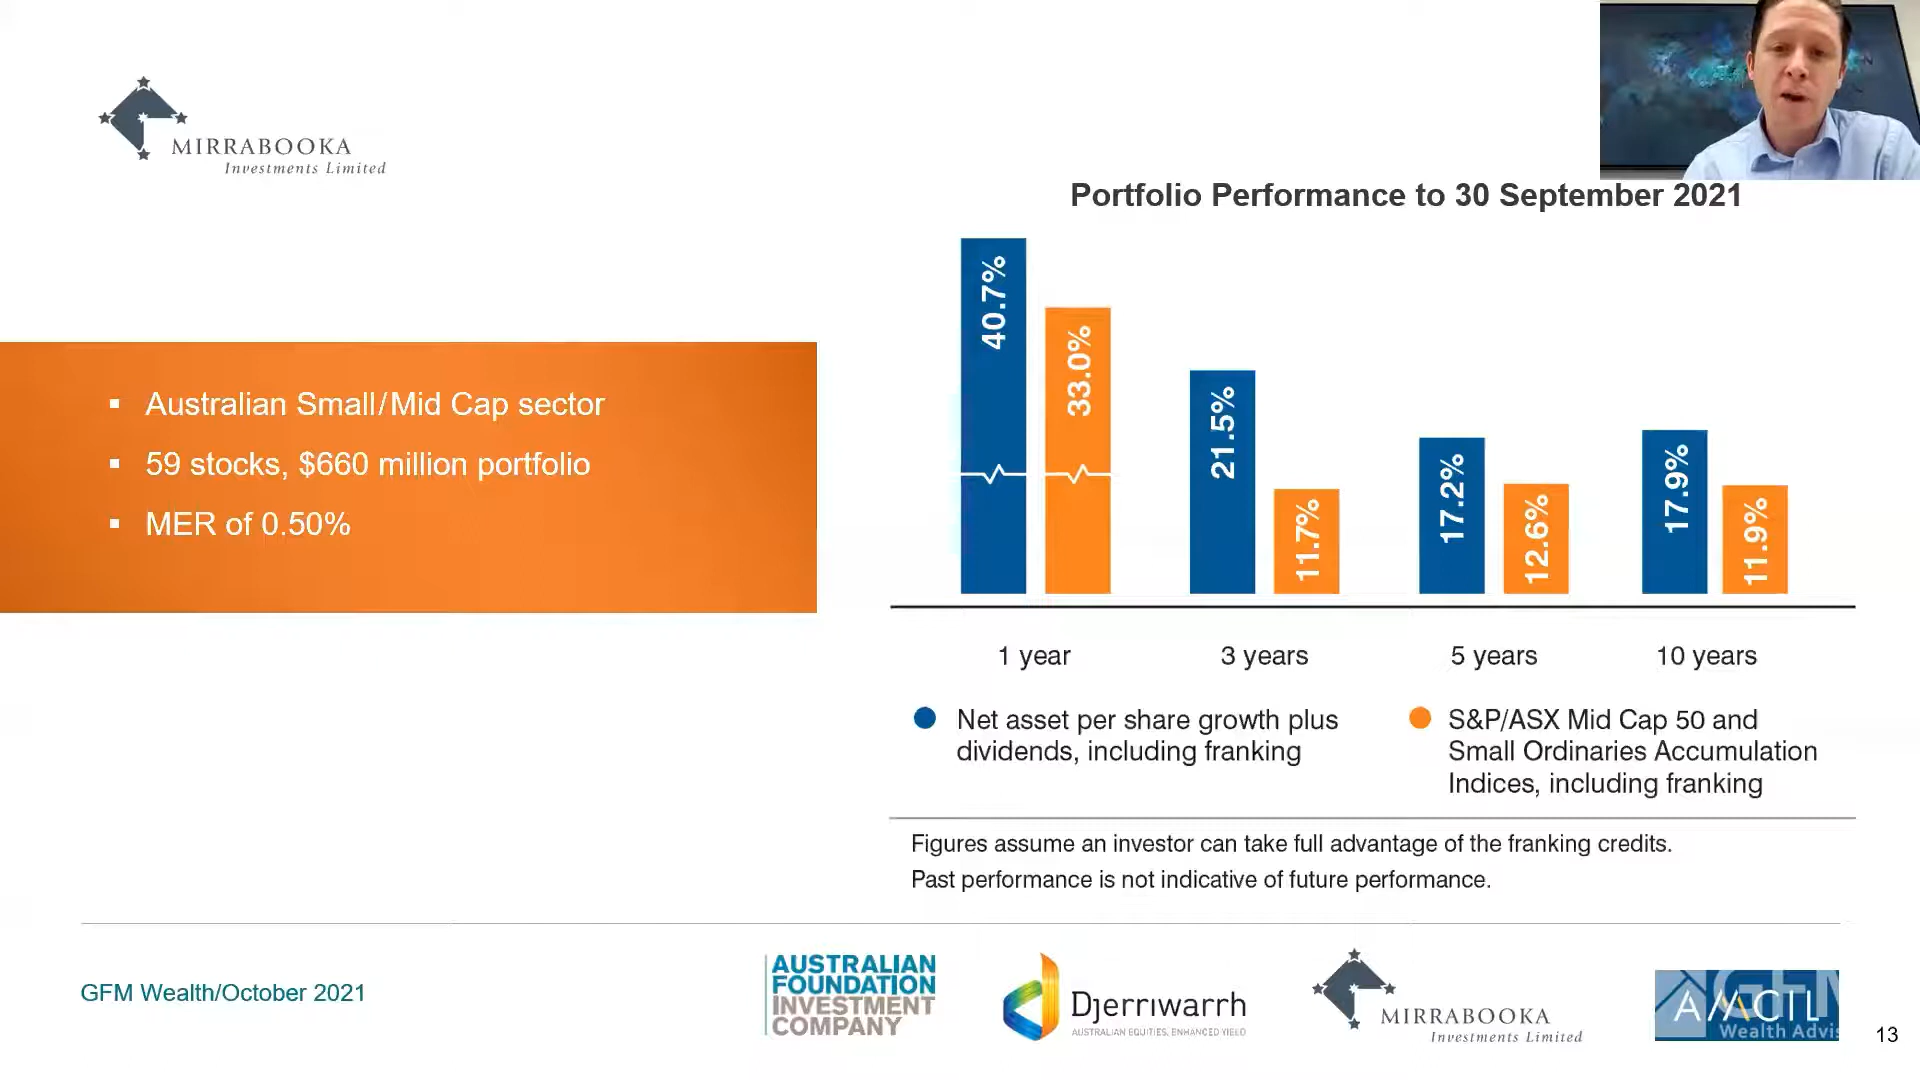 MIRRABOOKA
Investments Limited
Portfolio Performance to 30 September 2021
▪ Australian Small/Mid Cap sector
▪ 59 stocks, $660 million portfolio
▪ MER of 0.50%
40.7%
33.0%
21.5%
11.7%
17.2%
12.6%
17.9%
11.9%
1 year
3 years
5 years
10 years
Net asset per share growth plus
dividends, including franking
S&P/ASX Mid Cap 50 and
Small Ordinaries Accumulation
Indices, including franking
Figures assume an investor can take full advantage of the franking credits.
Past performance is not indicative of future performance.
GFM Wealth/October 2021
AUSTRALIAN
FOUNDATION
INVESTMENT
COMPANY
Djerriwarrh
AUSTRALIAN EQUITIES, ENHANCED YIELD
MIRRABOOKA
Investments Limited
AMCIL
Wealth
13